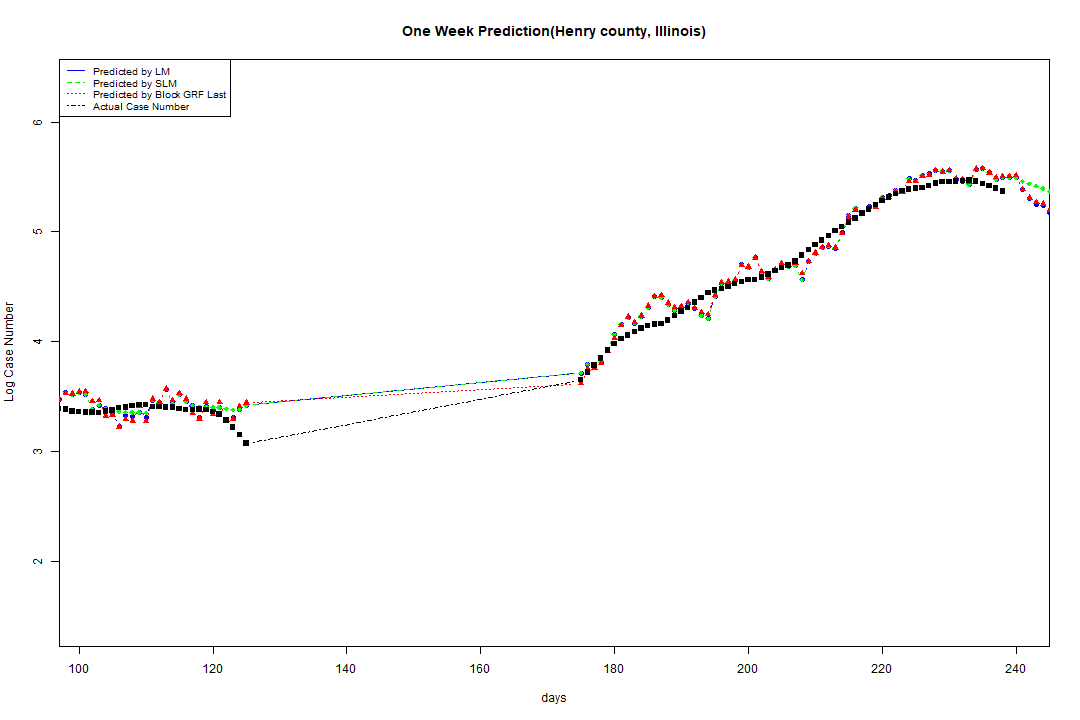 One Week Prediction(Henry county, Illinois)
Predicted by LM
Predicted by SLM
Predicted by Block GRF Last
Actual Case Number
6
5
4
3
2
Log Case Number
100 120 140 160 180 200 220 240
days